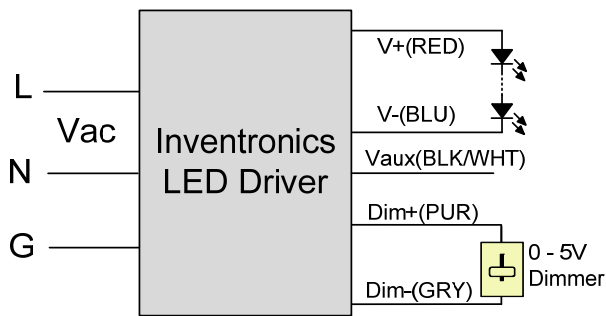 L
Vac
N
G
Inventronics
LED Driver
V+(RED)
V-(BLU)
Vaux(BLK/WHT)
Dim+(PUR)
Dim-(GRY)
0 - 5V
Dimmer